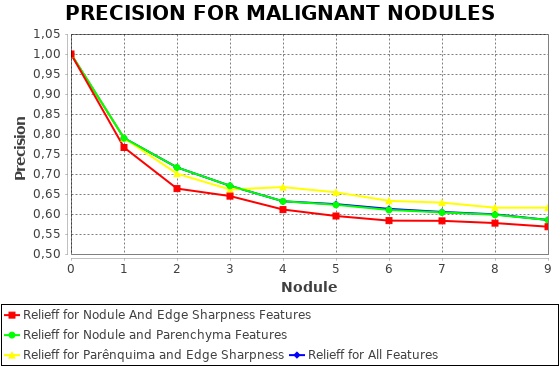 PRECISION FOR MALIGNANT NODULES
1,05
1,00
0,95
0,90
0,85
0,80
0,75
0,70
0,65
0,60
0,55
0,50
Precision
0 1 2 3 4 5 6 7 8 9
Nodule
Relieff for Nodule And Edge Sharpness Features
Relieff for Nodule and Parenchyma Features
Relieff for Parênquima and Edge Sharpness Relieff for All Features